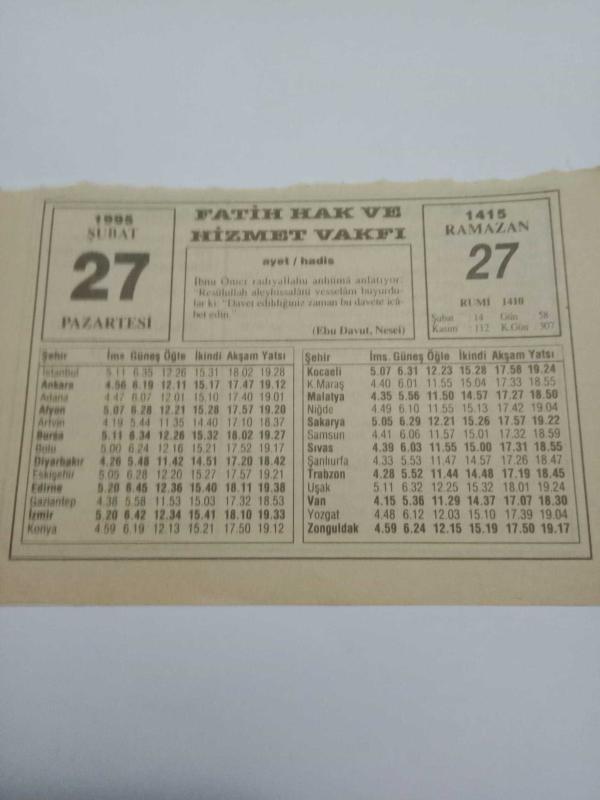 1995
ŞUBAT
27
PAZARTESİ
FATİH HAK VE
HİZMET VAKFI
ayet / hadis
İbnu Ömer radıyallahu anhümâ anlatıyor:
"Resûlullah aleyhissalâtü vesselâm buyurdu-
lar ki: "Davet edildiğiniz zaman bu davete icâ-
bet edin."
(Ebu Davut, Nesei)
1415
RAMAZAN
27
RUMİ 1410
Şubat : 14 Gün : 58
Kasım : 112 K.Gün : 307
Şehir İms Güneş Öğle İkindi Akşam Yatsı
İstanbul 5.11 6.35 12.26 15.31 18.02 19.28
Ankara 4.56 6.19 12.11 15.17 17.47 19.12
Adana 4.47 6.07 12.01 15.10 17.40 19.01
Afyon 5.07 6.28 12.21 15.28 17.57 19.20
Artvin 4.19 5.44 11.35 14.40 17.10 18.37
Bursa 5.11 6.34 12.26 15.32 18.02 19.27
Bolu 5.00 6.24 12.16 15.21 17.52 19.17
Diyarbakır 4.26 5.48 11.42 14.51 17.20 18.42
Eskişehir 5.05 6.28 12.20 15.27 17.57 19.21
Edirne 5.20 6.45 12.36 15.40 18.11 19.38
Gaziantep 4.38 5.58 11.53 15.03 17.32 18.53
İzmir 5.20 6.42 12.34 15.41 18.10 19.33
Konya 4.59 6.19 12.13 15.21 17.50 19.12
Şehir İms. Güneş Öğle İkindi Akşam Yatsı
Kocaeli 5.07 6.31 12.23 15.28 17.58 19.24
K.Maraş 4.40 6.01 11.55 15.04 17.33 18.55
Malatya 4.35 5.56 11.50 14.57 17.27 18.50
Niğde 4.49 6.10 11.55 15.13 17.42 19.04
Sakarya 5.05 6.29 12.21 15.26 17.57 19.22
Samsun 4.41 6.06 11.57 15.01 17.32 18.59
Sıvas 4.39 6.03 11.55 15.00 17.31 18.55
Şanlıurfa 4.33 5.53 11.47 14.57 17.26 18.47
Trabzon 4.28 5.52 11.44 14.48 17.19 18.45
Uşak 5.11 6.32 12.25 15.32 18.01 19.24
Van 4.15 5.36 11.29 14.37 17.07 18.30
Yozgat 4.48 6.12 12.03 15.10 17.39 19.04
Zonguldak 4.59 6.24 12.15 15.19 17.50 19.17